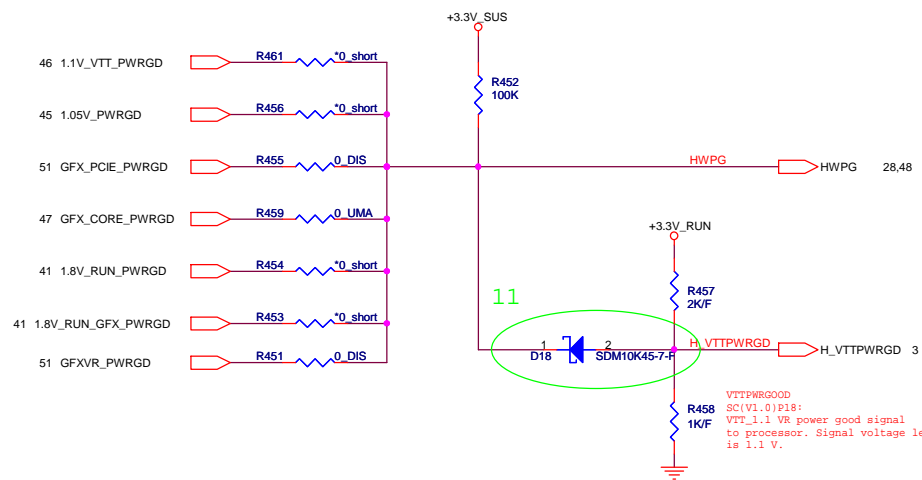 +3.3V_SUS
46 1.1V_VTT_PWRGD R461 *0_short
R452
100K
45 1.05V_PWRGD R456 *0_short
51 GFX_PCIE_PWRGD R455 0_DIS HWPG HWPG 28,48
47 GFX_CORE_PWRGD R459 0_UMA
+3.3V_RUN
41 1.8V_RUN_PWRGD R454 *0_short
R457
2K/F
11
41 1.8V_RUN_GFX_PWRGD R453 *0_short
51 GFXVR_PWRGD R451 0_DIS
1 2 H_VTTPWRGD H_VTTPWRGD 3
D18 SDM10K45-7-F
R458
1K/F
VTTPWRGOOD
SC(V1.0)P18:
VTT_1.1 VR power good signal
to processor. Signal voltage le
is 1.1 V.